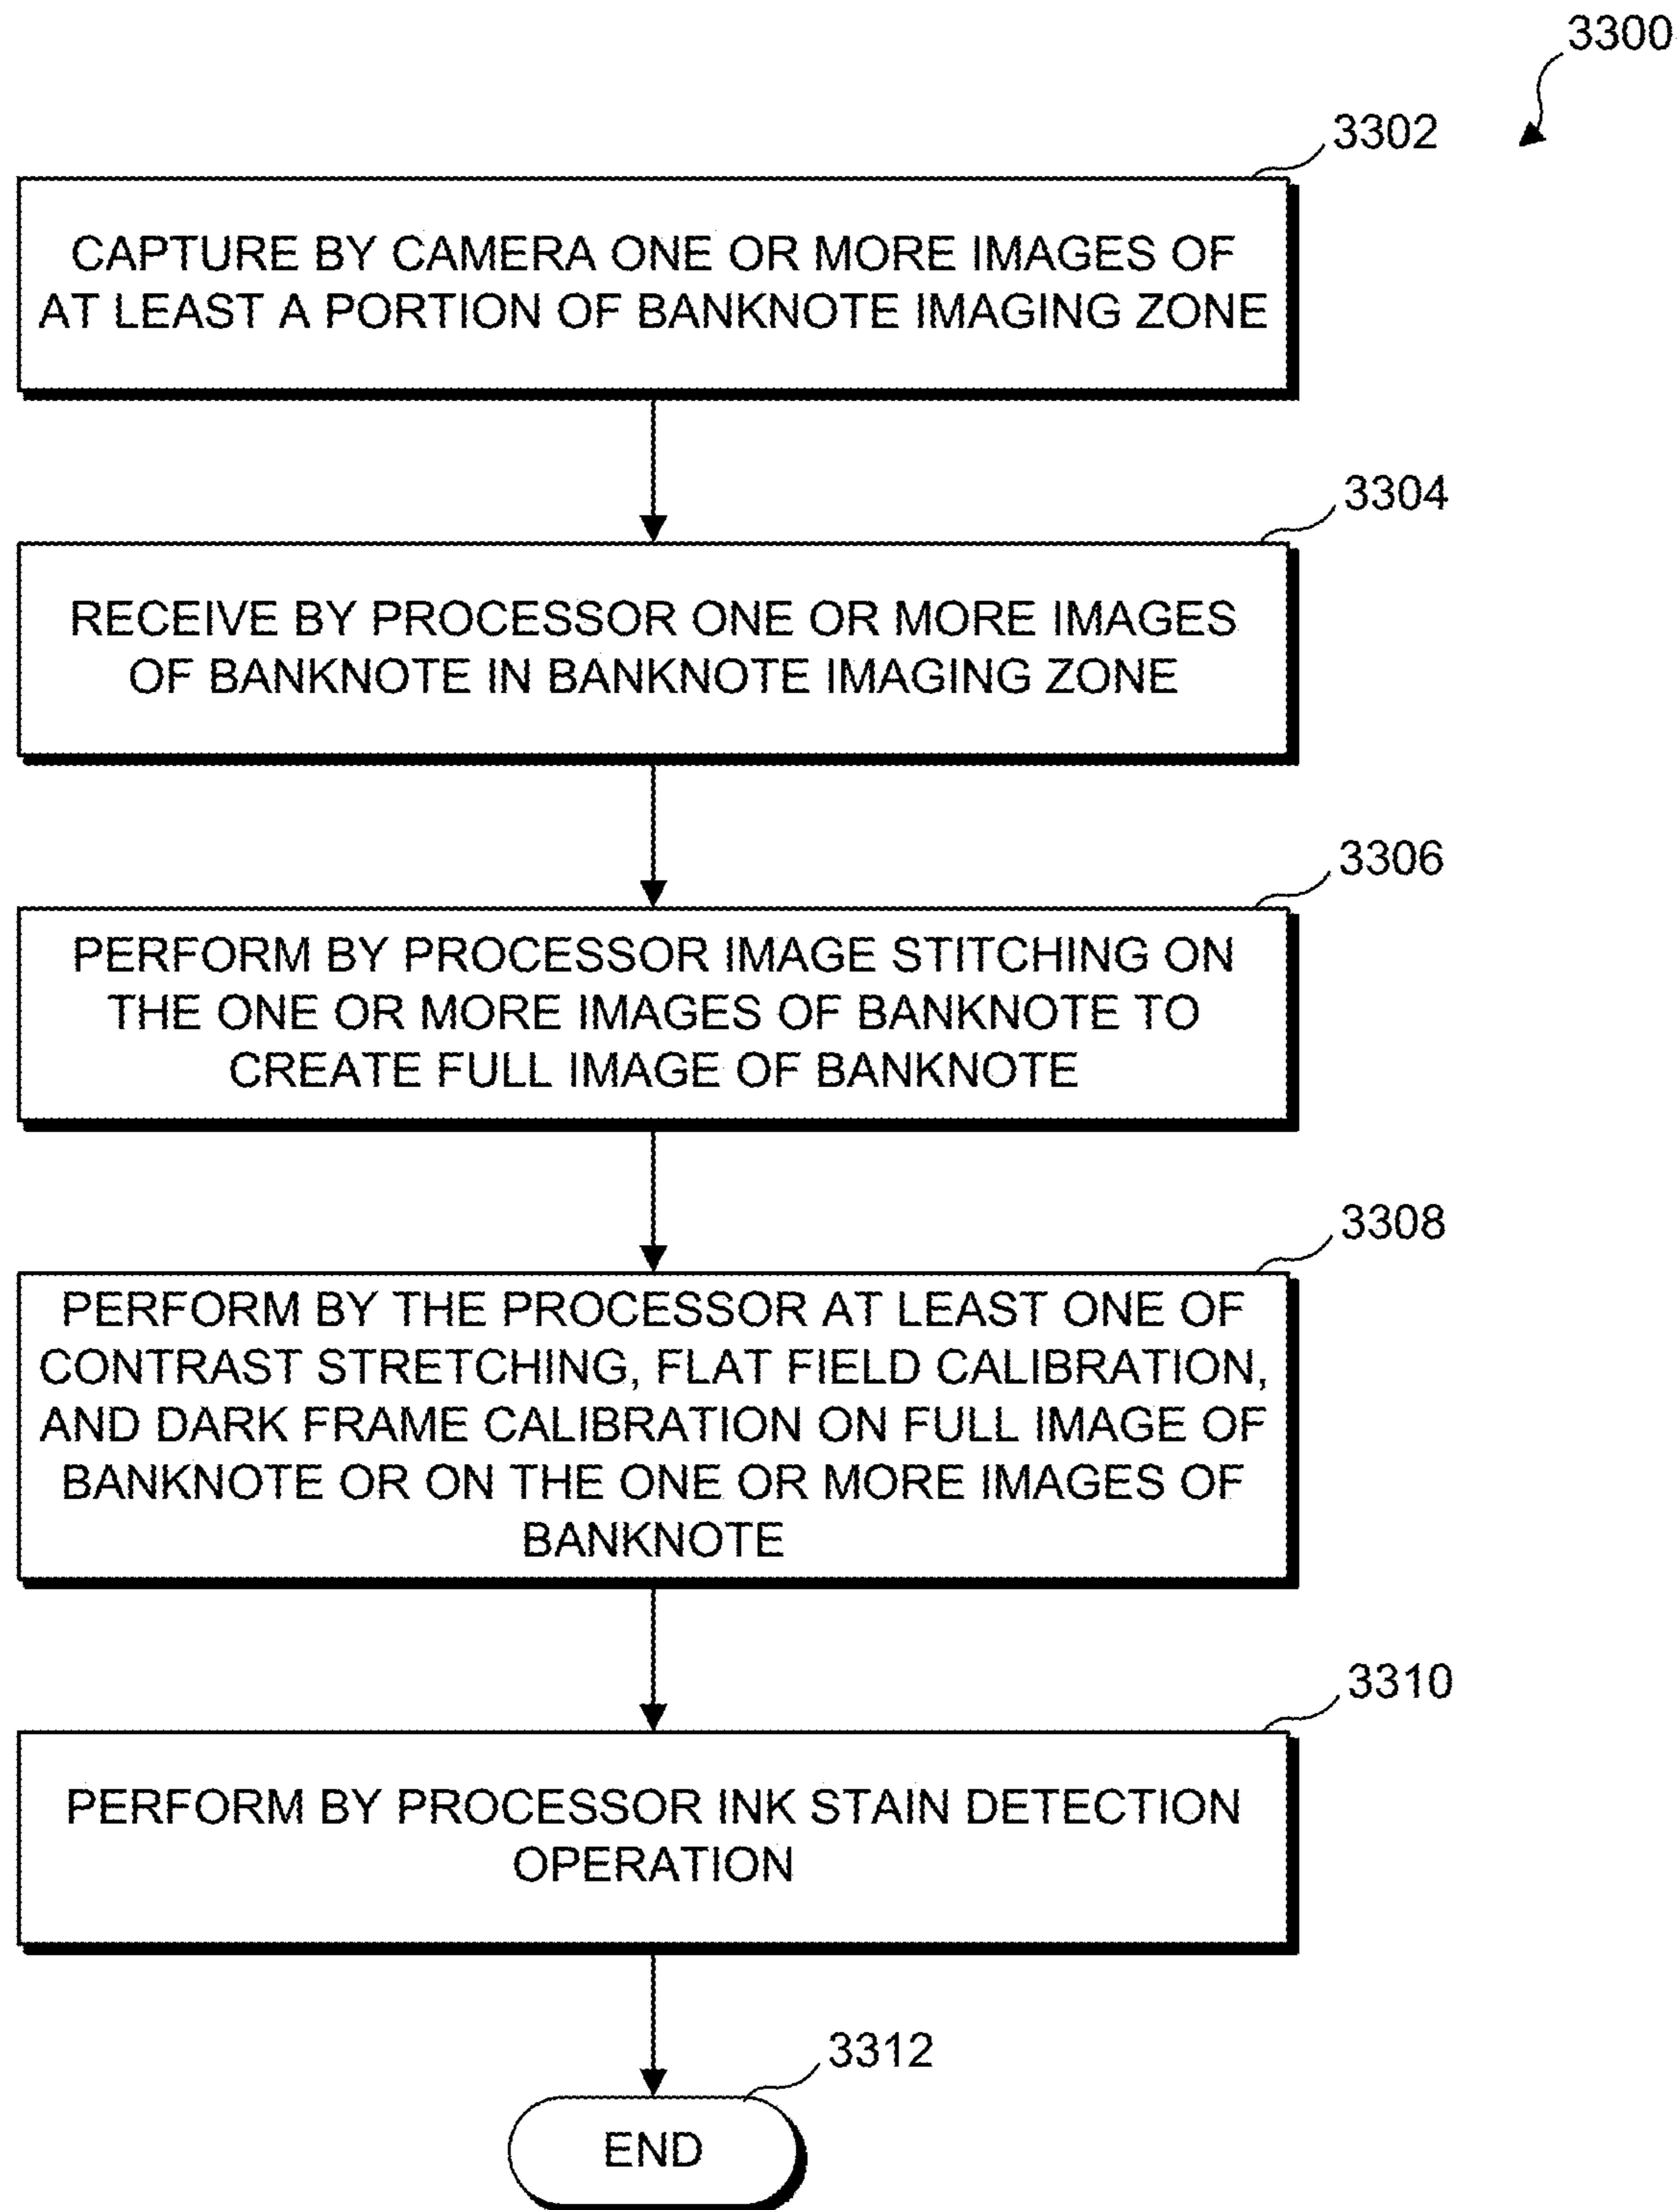 3300
3302
CAPTURE BY CAMERA ONE OR MORE IMAGES OF
AT LEAST A PORTION OF BANKNOTE IMAGING ZONE
3304
RECEIVE BY PROCESSOR ONE OR MORE IMAGES
OF BANKNOTE IN BANKNOTE IMAGING ZONE
3306
PERFORM BY PROCESSOR IMAGE STITCHING ON
THE ONE OR MORE IMAGES OF BANKNOTE TO
CREATE FULL IMAGE OF BANKNOTE
3308
PERFORM BY THE PROCESSOR AT LEAST ONE OF
CONTRAST STRETCHING, FLAT FIELD CALIBRATION,
AND DARK FRAME CALIBRATION ON FULL IMAGE OF
BANKNOTE OR ON THE ONE OR MORE IMAGES OF
BANKNOTE
3310
PERFORM BY PROCESSOR INK STAIN DETECTION
OPERATION
3312
END